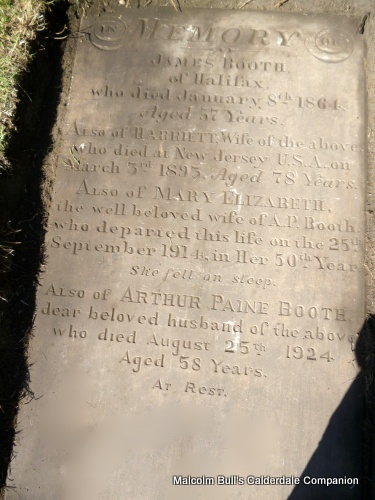 IN MEMORY OF
OF
JAMES BOOTH,
of Halifax,
who died January, 8th 1864.
Aged 57 Years.
Also of HARRIETT, Wife of the above,
who died at New Jersey U.S.A., on
March 3rd 1895, Aged 78 Years.
Also of MARY ELIZABETH,
the well beloved wife of A.P. Booth,
who departed this life on the 25th
September 1914, in Her 50th Year.
She fell on sleep.
ALSO OF ARTHUR PAINE BOOTH,
dear beloved husband of the above,
who died August 25th 1924
Aged 58 Years.
AT REST.
Malcolm Bull's Calderdale Companion